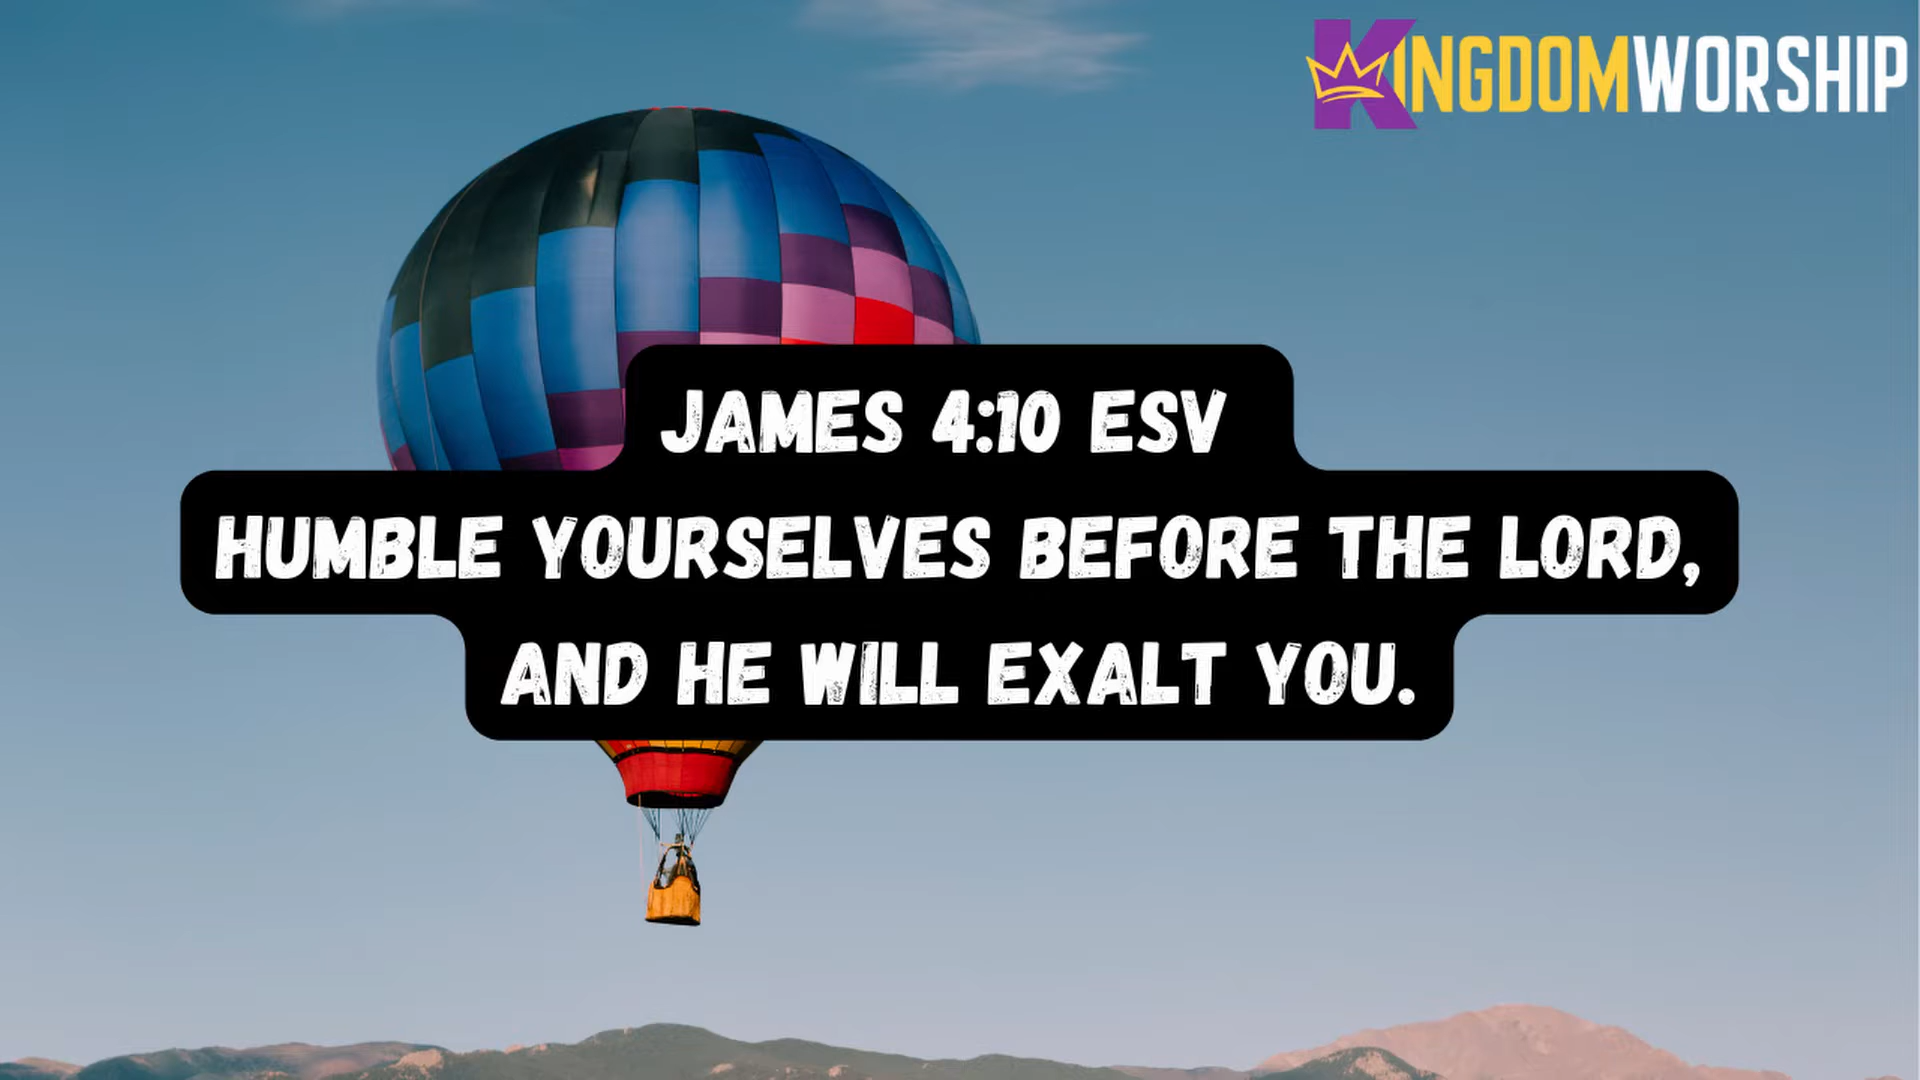 KINGDOMWORSHIP
JAMES 4:10 ESV
HUMBLE YOURSELVES BEFORE THE LORD,
AND HE WILL EXALT YOU.